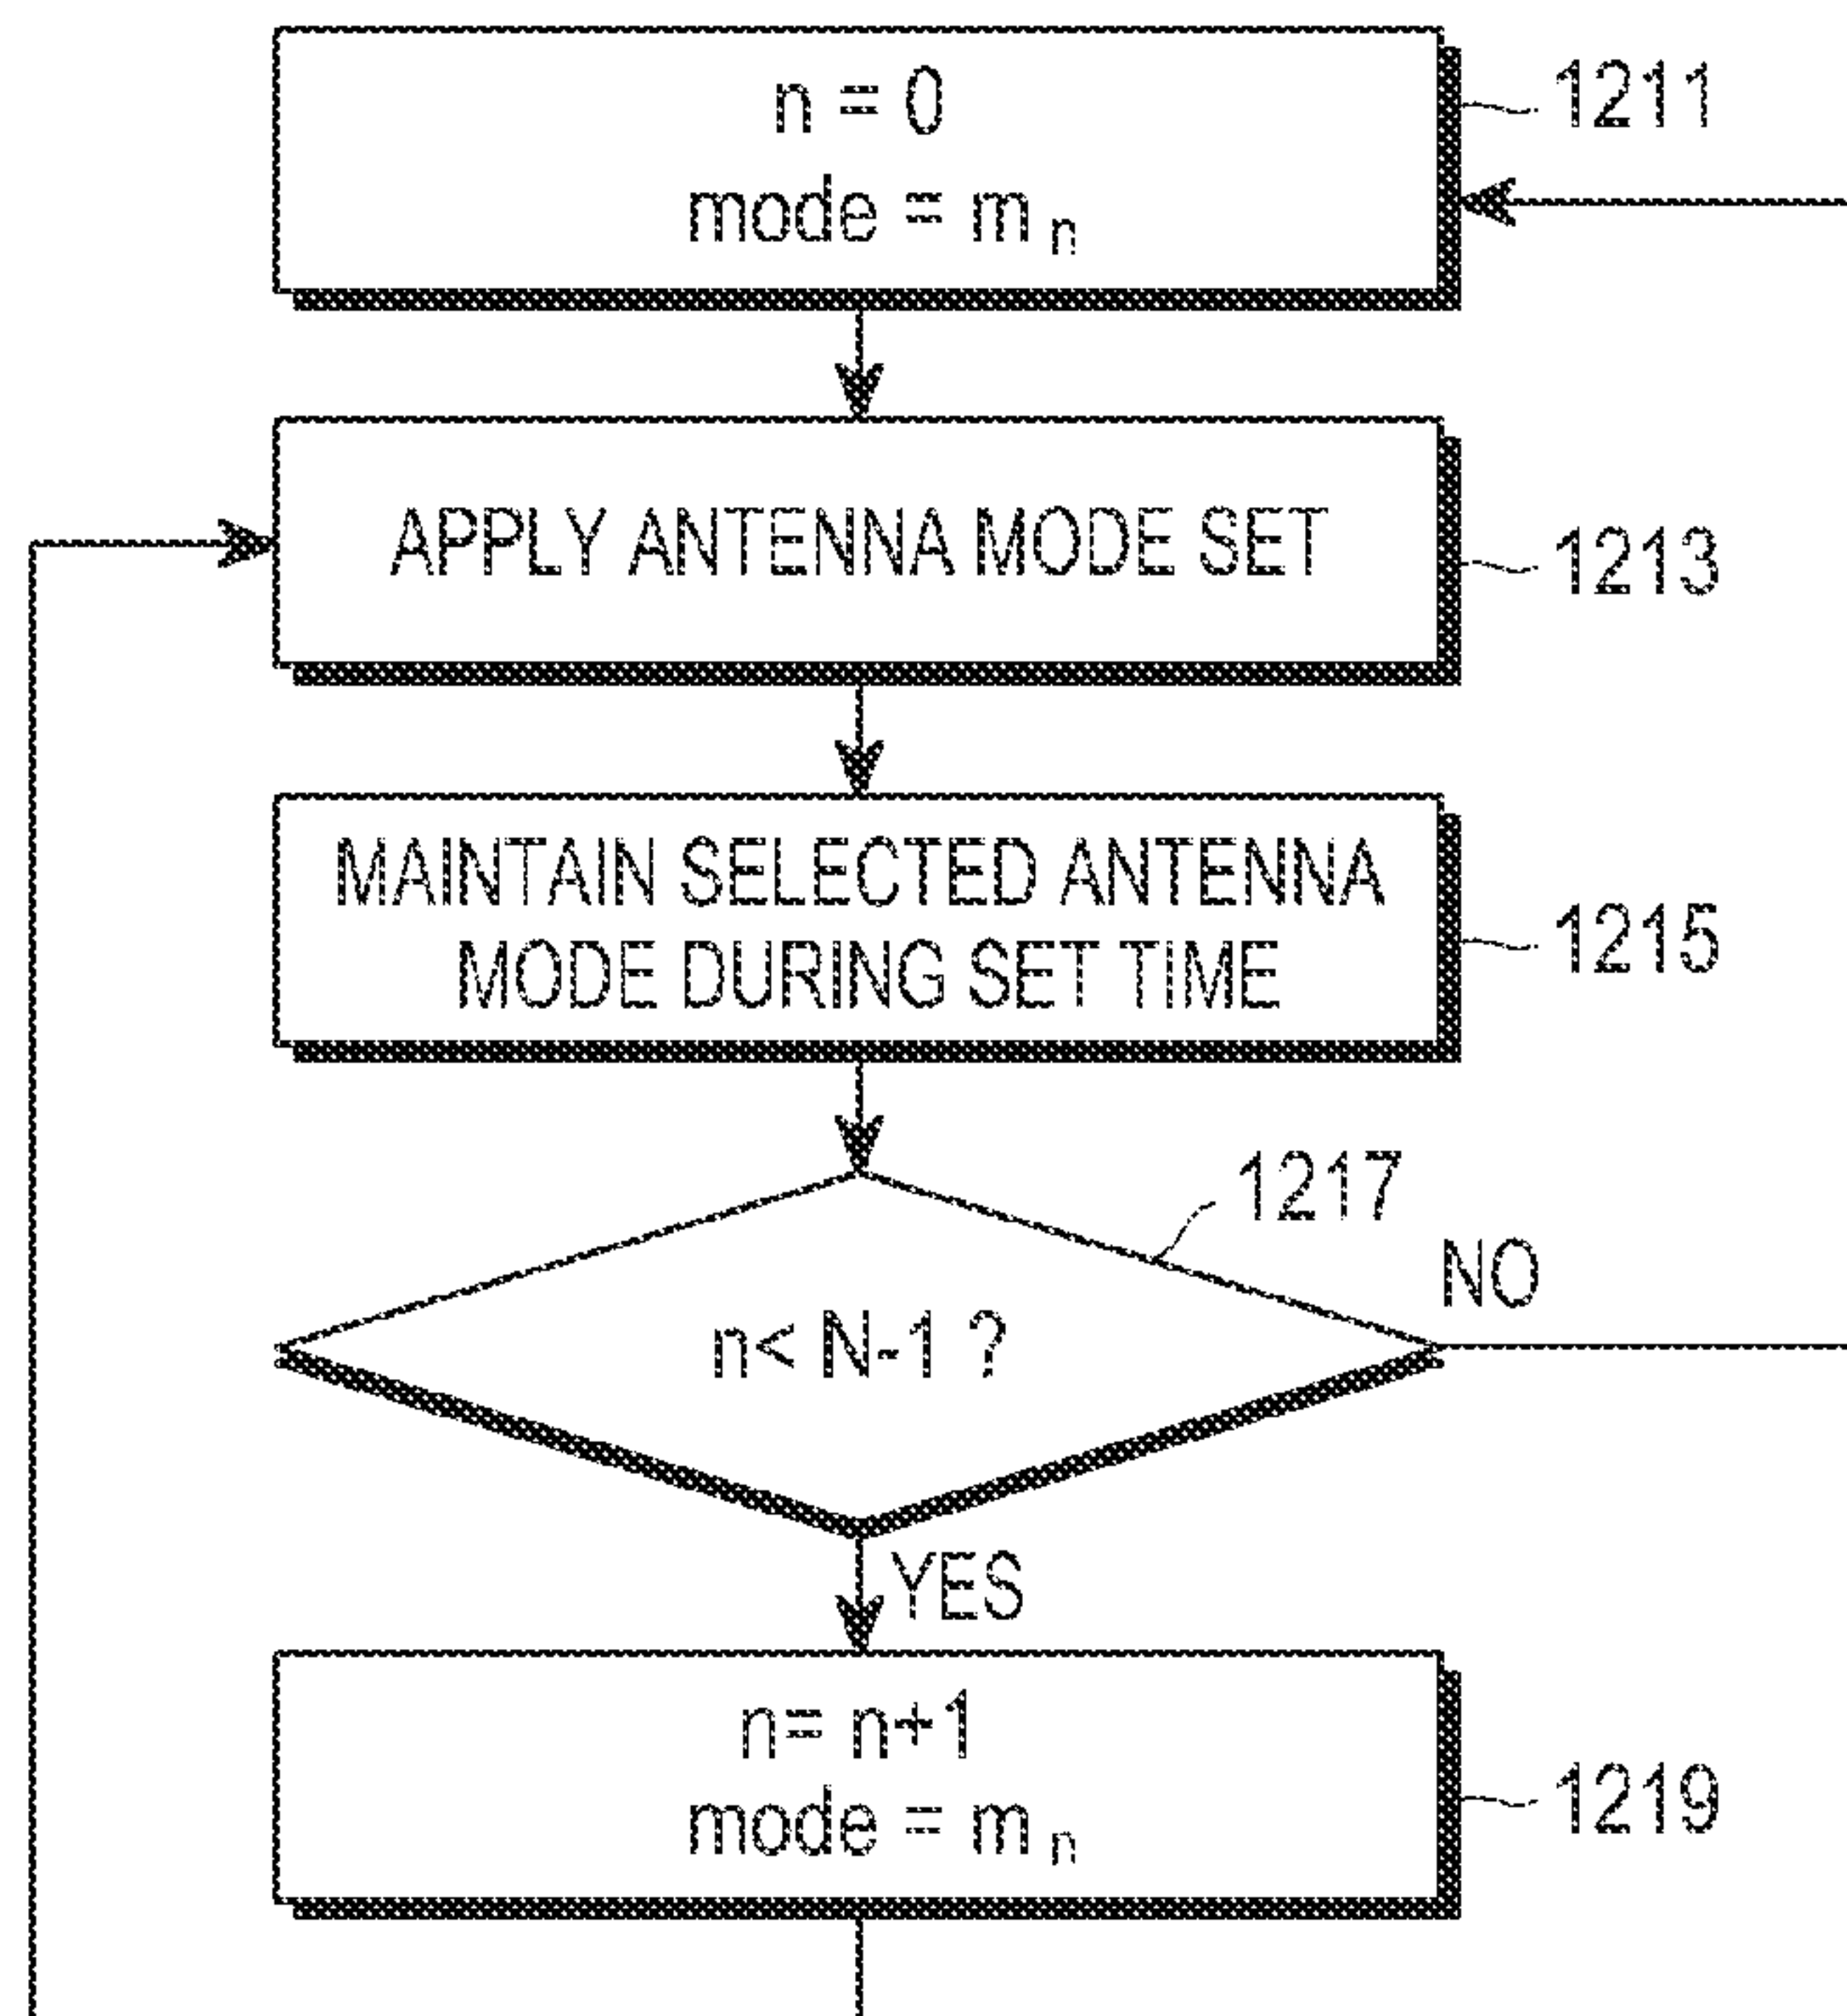 n = 0
mode = m n
1211
APPLY ANTENNA MODE SET
1213
MAINTAIN SELECTED ANTENNA
MODE DURING SET TIME
1215
1217
n< N-1 ?
NO
YES
n= n+1
mode = m n
1219